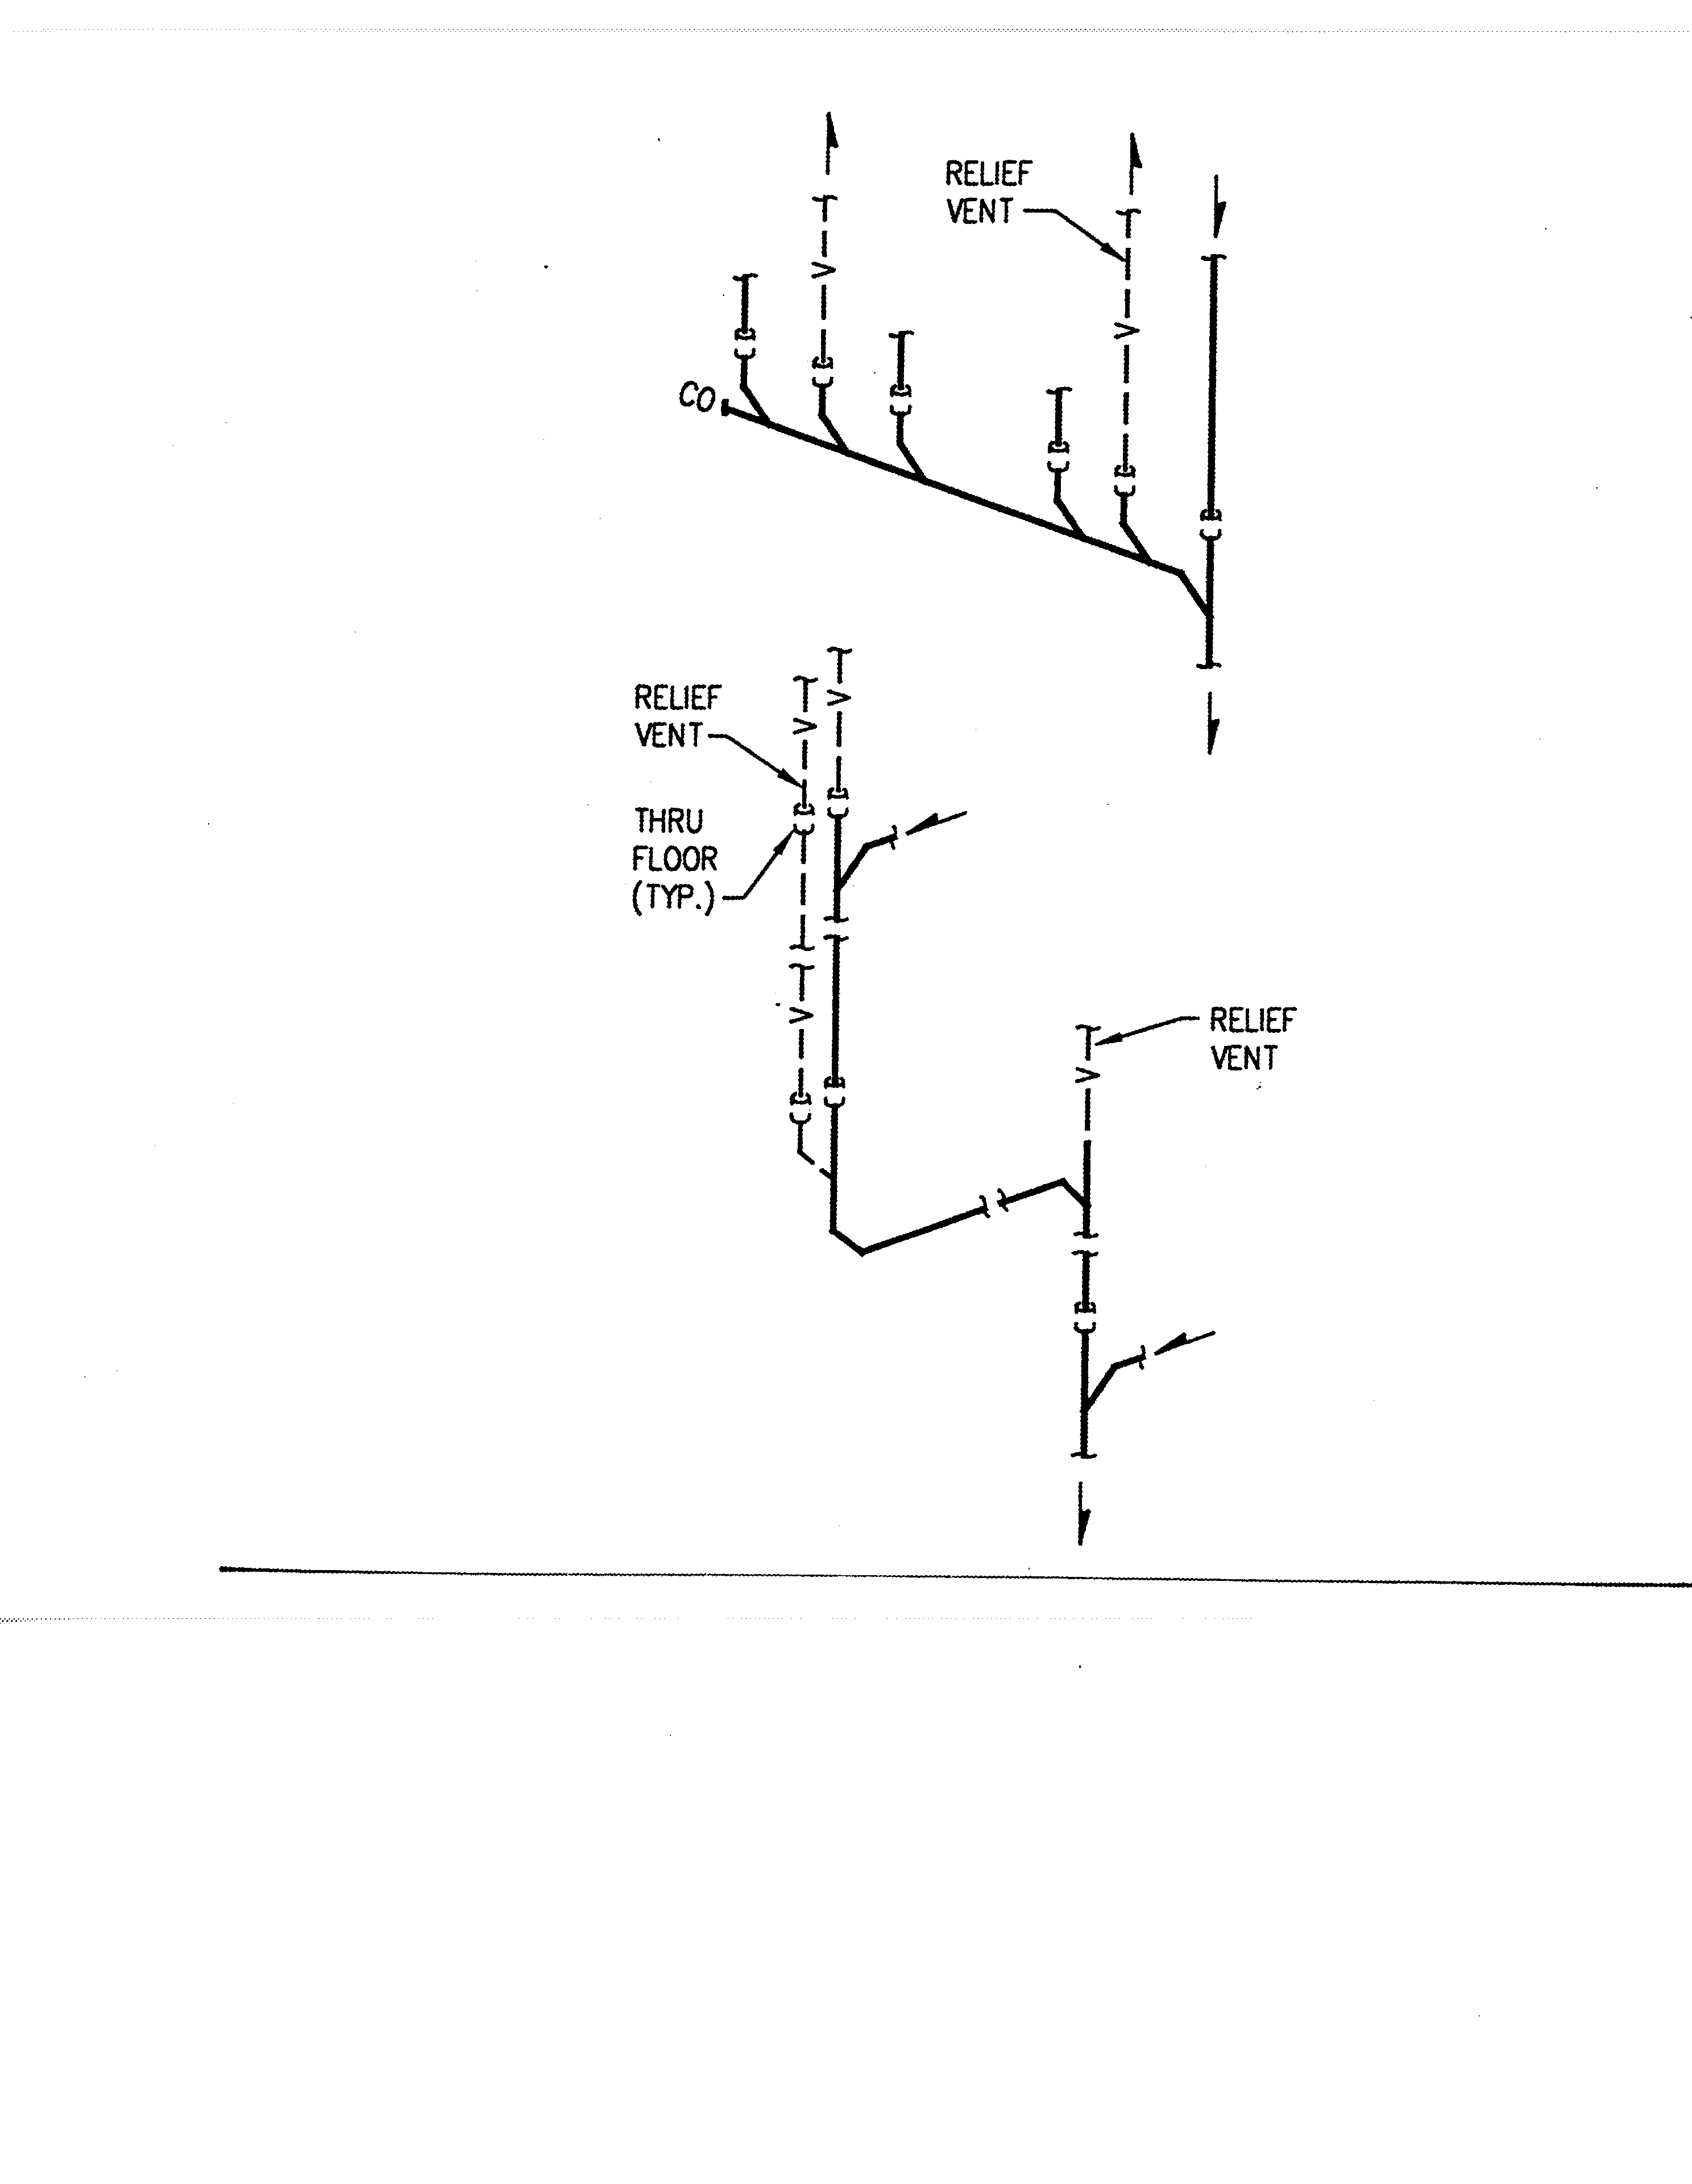 RELIEF
VENT
V
V
CO
RELIEF
VENT
V
V
THRU
FLOOR
(TYP.)
V
RELIEF
VENT
V